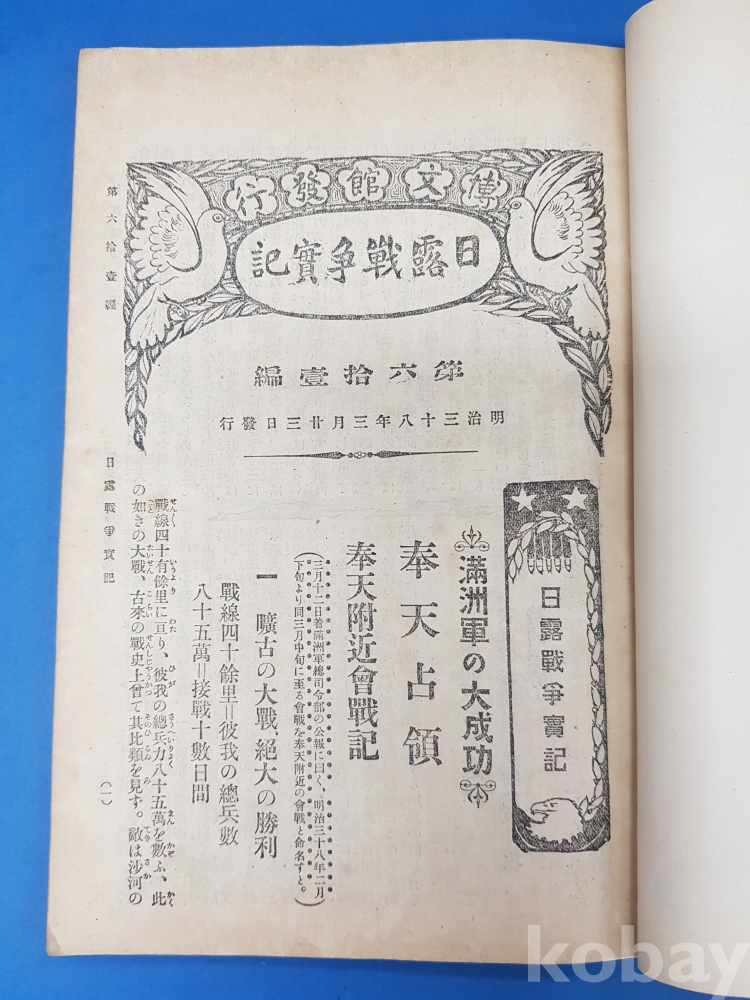 博文館發行
日露戰爭實記
第六拾壹編
明治三十八年三月廿三日發行
日露戰爭實記
滿洲軍の大成功
奉天占領
奉天附近會戰記
(三月十二日着滿洲軍總司令部の公報に曰く、明治三十八年二月
下旬より同三月中旬に至る會戰を奉天附近の會戰と命名すと。)
一 曠古の大戰、絕大の勝利
戰線四十餘里=彼我の總兵數
八十五萬=接戰十數日間
戰線四十有餘里に亘り、彼我の總兵力八十五萬を數ふ、此
の如きの大戰、古來の戰史上曾て其比類を見す。敵は沙河の
第六拾壹編
日露戰爭實記
(一)
kobay